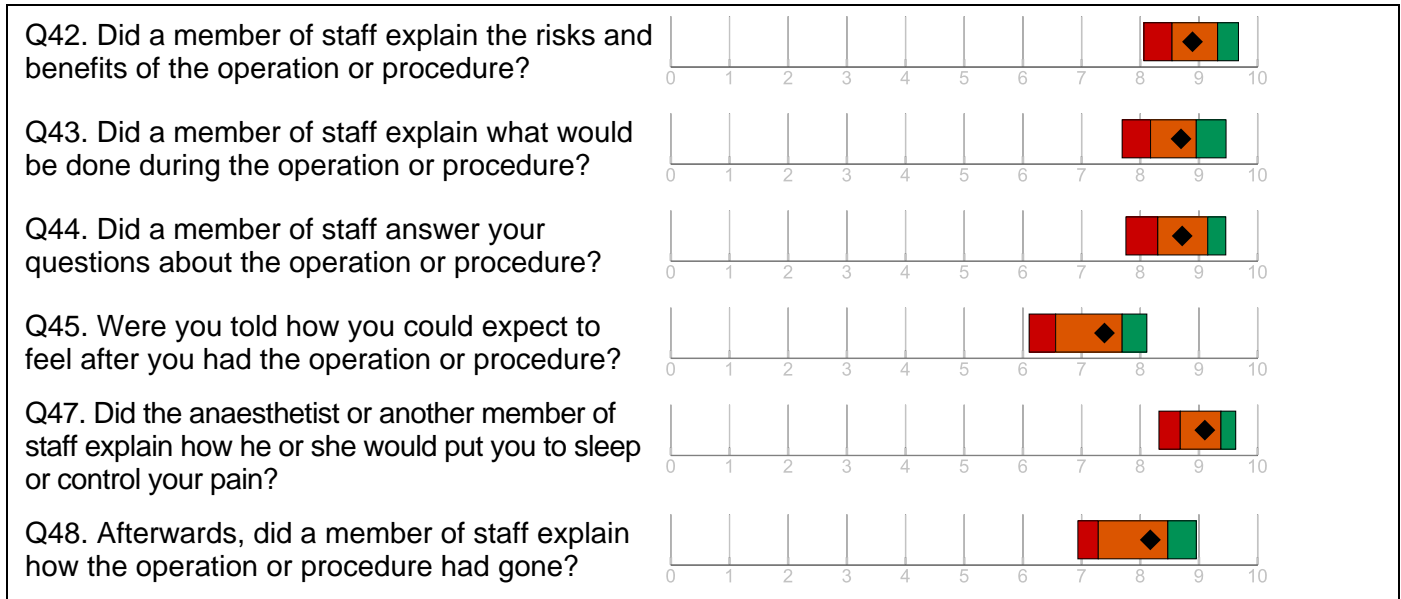 Q42. Did a member of staff explain the risks and
benefits of the operation or procedure?
0 1 2 3 4 5 6 7 8 9 10
Q43. Did a member of staff explain what would
be done during the operation or procedure?
0 1 2 3 4 5 6 7 8 9 10
Q44. Did a member of staff answer your
questions about the operation or procedure?
0 1 2 3 4 5 6 7 8 9 10
Q45. Were you told how you could expect to
feel after you had the operation or procedure?
0 1 2 3 4 5 6 7 8 9 10
Q47. Did the anaesthetist or another member of
staff explain how he or she would put you to sleep
or control your pain?
0 1 2 3 4 5 6 7 8 9 10
Q48. Afterwards, did a member of staff explain
how the operation or procedure had gone?
0 1 2 3 4 5 6 7 8 9 10